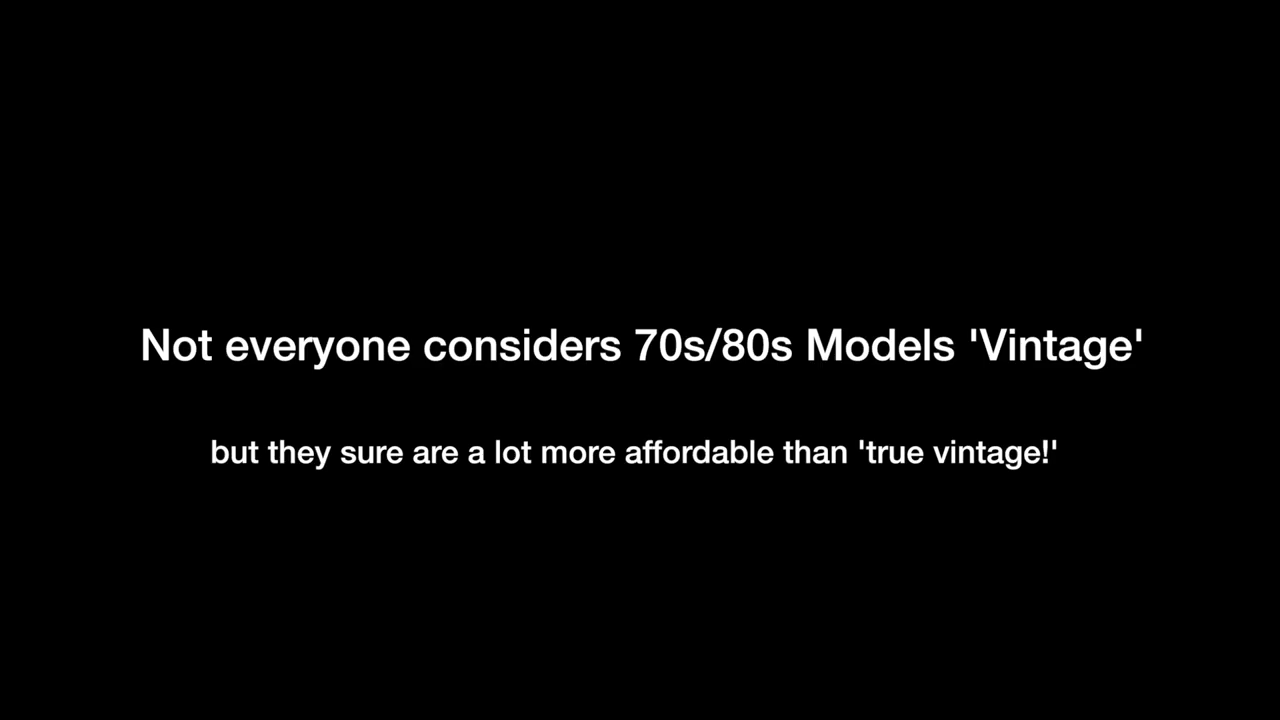 Not everyone considers 70s/80s Models 'Vintage'
but they sure are a lot more affordable than 'true vintage!'